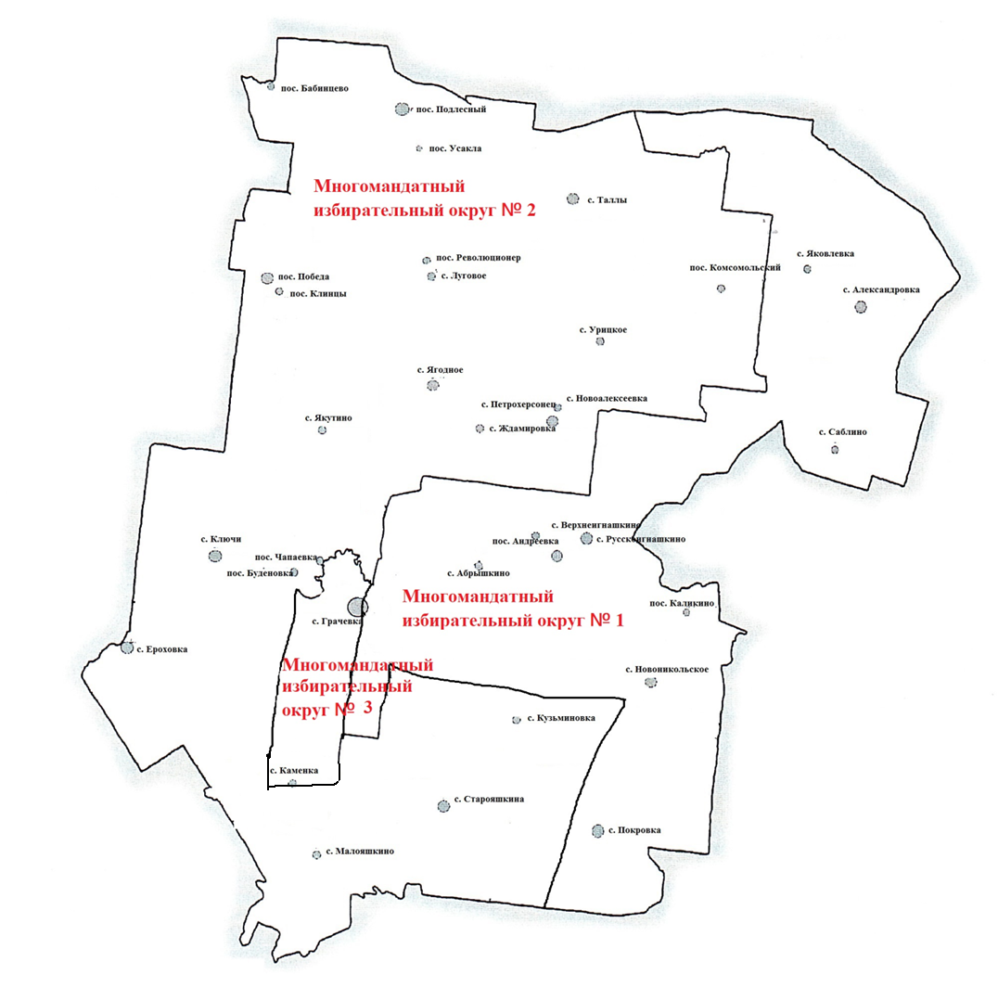 пос. Бабинцево
пос. Подлесный
пос. Усакла
Многомандатный
избирательный округ № 2
с. Таллы
с. Яковлевка
пос. Революционер
пос. Комсомольский
с. Луговое
пос. Победа
пос. Клинцы
с. Александровка
с. Урицкое
с. Ягодное
с. Новоалексеевка
с. Петрохерсонец
с. Якутино
с. Ждамировка
с. Саблино
с. Верхнеигнашкино
с. Ключи
пос. Андреевка
с. Русскоигнашкино
пос. Чапаевка
пос. Буденовка
с. Абрышкино
Многомандатный
избирательный округ № 1
пос. Каликино
с. Грачевка
с. Ероховка
Многомандатный
избирательный
округ № 3
с. Новоникольское
с. Кузьминовка
с. Каменка
с. Старояшкина
с. Покровка
с. Малояшкино